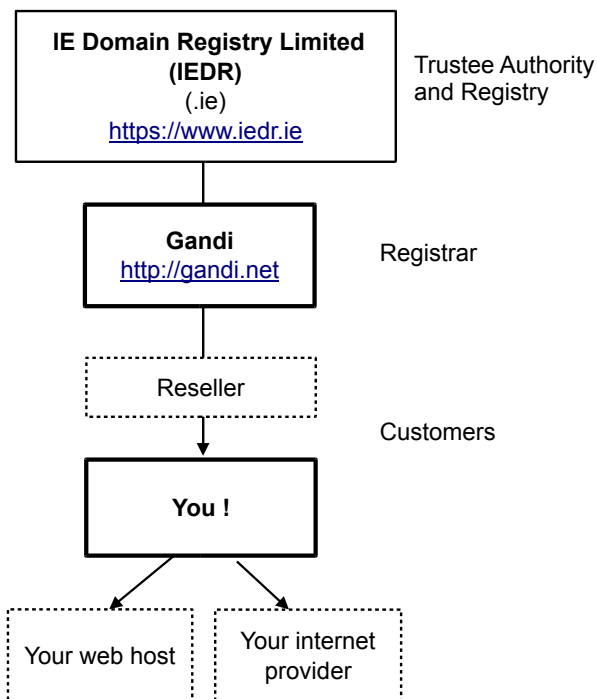 IE Domain Registry Limited
(IEDR)
(.ie)
https://www.iedr.ie
Trustee Authority
and Registry
Gandi
http://gandi.net
Registrar
Reseller
Customers
You !
Your web host
Your internet
provider